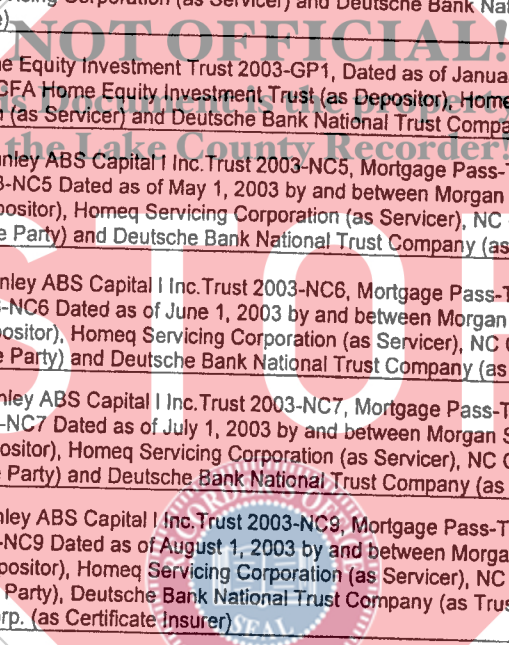 Corporation (as Servicer) and Deutsche Bank Nat
e)
NOT OFFICIAL!
e Equity Investment Trust 2003-GP1, Dated as of Janua
CFA Home Equity Investment Trust (as Depositor), Home
This Document is the property
n (as Servicer) and Deutsche Bank National Trust Compa
the Lake County Recorder!
nley ABS Capital I Inc.Trust 2003-NC5, Mortgage Pass-T
3-NC5 Dated as of May 1, 2003 by and between Morgan
positor), Homeq Servicing Corporation (as Servicer), NC
e Party) and Deutsche Bank National Trust Company (as
STOP
nley ABS Capital I Inc.Trust 2003-NC6, Mortgage Pass-T
-NC6 Dated as of June 1, 2003 by and between Morgan
positor), Homeq Servicing Corporation (as Servicer), NC C
e Party) and Deutsche Bank National Trust Company (as
nley ABS Capital I Inc.Trust 2003-NC7, Mortgage Pass-T
-NC7 Dated as of July 1, 2003 by and between Morgan S
ositor), Homeq Servicing Corporation (as Servicer), NC C
e Party) and Deutsche Bank National Trust Company (as
nley ABS Capital I Inc.Trust 2003-NC9, Mortgage Pass-T
-NC9 Dated as of August 1, 2003 by and between Morga
positor), Homeq Servicing Corporation (as Servicer), NC
Party), Deutsche Bank National Trust Company (as Trus
rp. (as Certificate Insurer)
SEAL